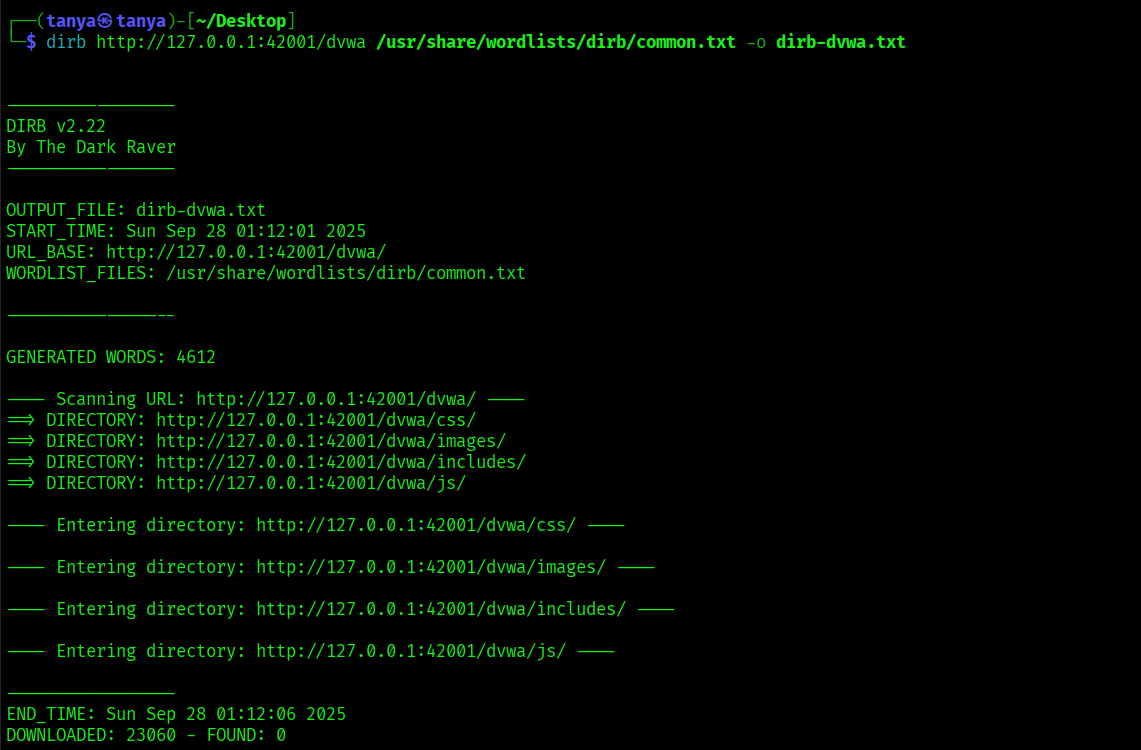 ┌──(tanya㉿tanya)-[~/Desktop]
└─$ dirb http://127.0.0.1:42001/dvwa /usr/share/wordlists/dirb/common.txt -o dirb-dvwa.txt
-----------------
DIRB v2.22
By The Dark Raver
-----------------
OUTPUT_FILE: dirb-dvwa.txt
START_TIME: Sun Sep 28 01:12:01 2025
URL_BASE: http://127.0.0.1:42001/dvwa/
WORDLIST_FILES: /usr/share/wordlists/dirb/common.txt
-----------------
GENERATED WORDS: 4612
---- Scanning URL: http://127.0.0.1:42001/dvwa/ ----
==> DIRECTORY: http://127.0.0.1:42001/dvwa/css/
==> DIRECTORY: http://127.0.0.1:42001/dvwa/images/
==> DIRECTORY: http://127.0.0.1:42001/dvwa/includes/
==> DIRECTORY: http://127.0.0.1:42001/dvwa/js/
---- Entering directory: http://127.0.0.1:42001/dvwa/css/ ----
---- Entering directory: http://127.0.0.1:42001/dvwa/images/ ----
---- Entering directory: http://127.0.0.1:42001/dvwa/includes/ ----
---- Entering directory: http://127.0.0.1:42001/dvwa/js/ ----
-----------------
END_TIME: Sun Sep 28 01:12:06 2025
DOWNLOADED: 23060 - FOUND: 0